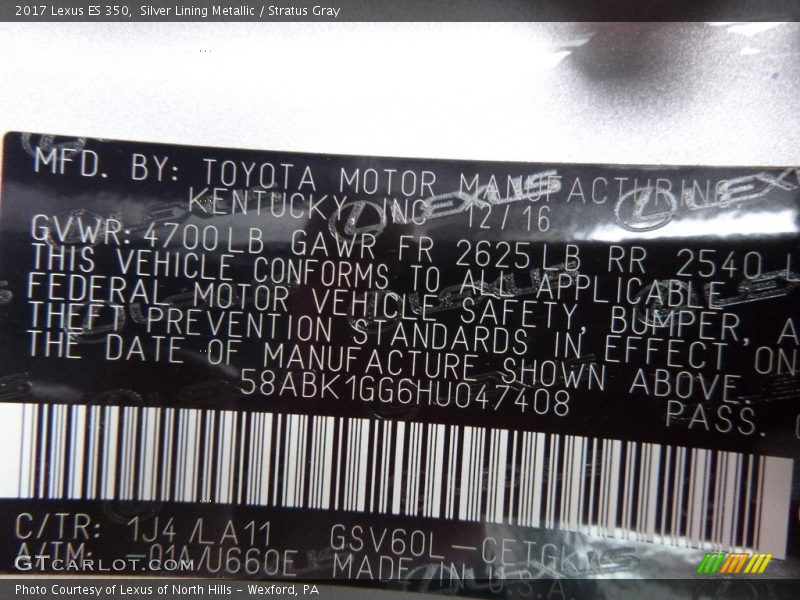 2017 Lexus ES 350, Silver Lining Metallic / Stratus Gray
MFD. BY: TOYOTA MOTOR MANUFACTURING
KENTUCKY, INC 12/16
GVWR: 4700LB GAWR FR 2625LB RR 2540 L
THIS VEHICLE CONFORMS TO ALL APPLICABLE
FEDERAL MOTOR VEHICLE SAFETY, BUMPER, A
THEFT PREVENTION STANDARDS IN EFFECT ON
THE DATE OF MANUFACTURE SHOWN ABOVE.
58ABK1GG6HU047408 PASS.
C/TR: 1J4 /LA11 GSV60L-CETGK
A/TM: -01A/U660E MADE IN U.S.A.
GTCARLOT.COM
Photo Courtesy of Lexus of North Hills - Wexford, PA